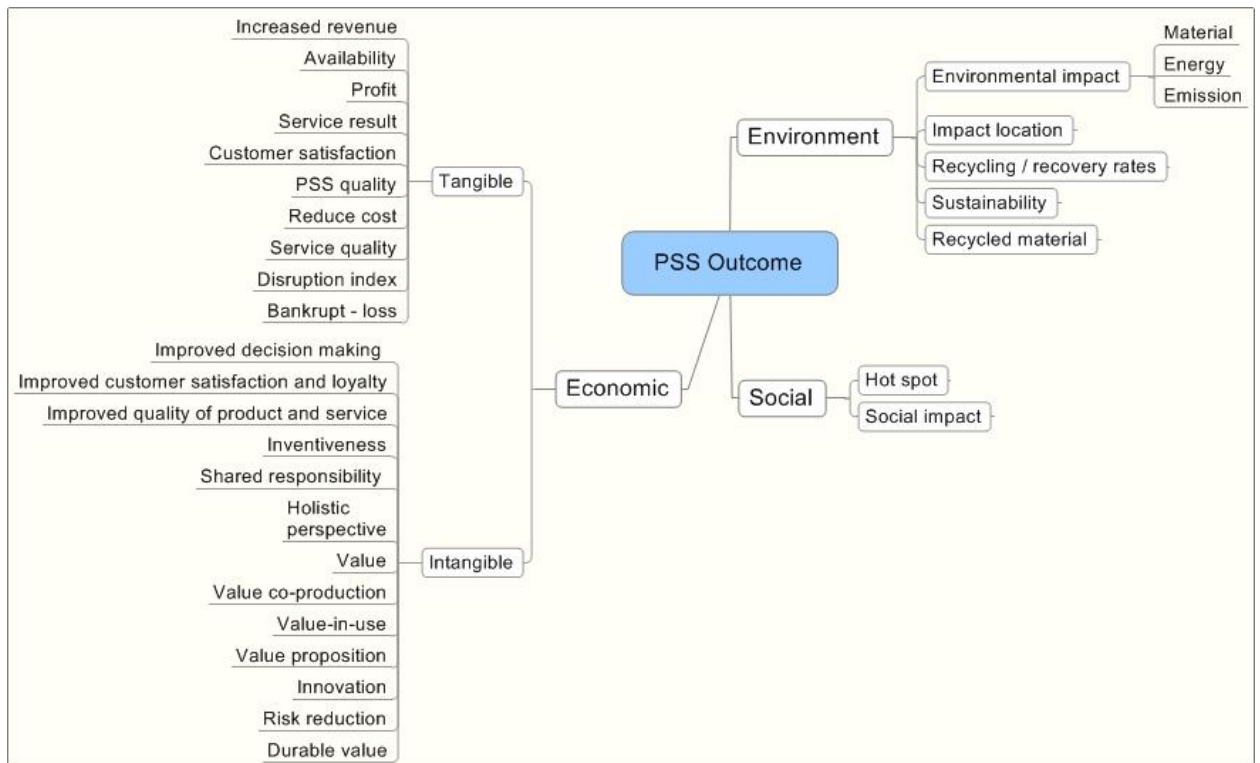 Increased revenue
Availability
Profit
Service result
Customer satisfaction
PSS quality
Reduce cost
Service quality
Disruption index
Bankrupt - loss
Tangible
Improved decision making
Improved customer satisfaction and loyalty
Improved quality of product and service
Inventiveness
Shared responsibility
Holistic
perspective
Value
Value co-production
Value-in-use
Value proposition
Innovation
Risk reduction
Durable value
Intangible
Economic
PSS Outcome
Environment
Environmental impact
Material
Energy
Emission
Impact location
Recycling / recovery rates
Sustainability
Recycled material
Social
Hot spot
Social impact